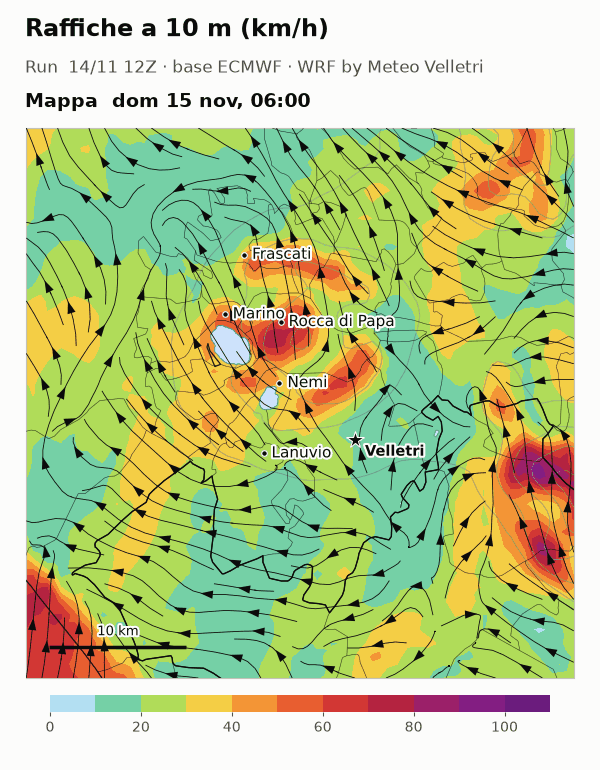 Raffiche a 10 m (km/h)
Run  14/11 12Z · base ECMWF · WRF by Meteo Velletri
Mappa  dom 15 nov, 06:00
Frascati
Marino
Rocca di Papa
Nemi
Velletri
Lanuvio
10 km
0 20 40 60 80 100